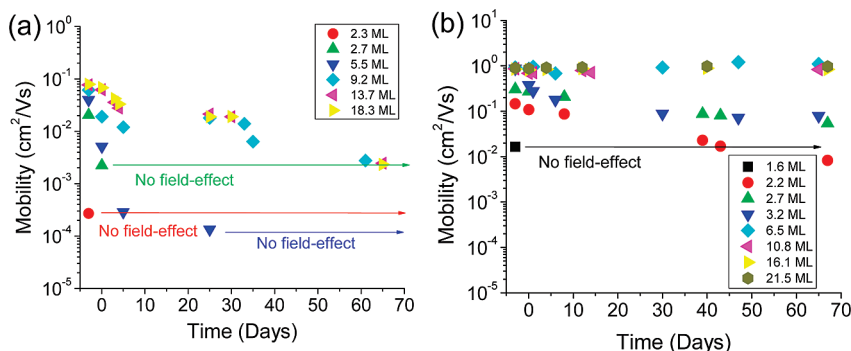 (a)
10^0
10^-1
10^-2
10^-3
10^-4
10^-5
Mobility (cm^2/Vs)
2.3 ML
2.7 ML
5.5 ML
9.2 ML
13.7 ML
18.3 ML
No field-effect
No field-effect
No field-effect
0 10 20 30 40 50 60 70
Time (Days)
(b)
10^1
10^0
10^-1
10^-2
10^-3
10^-4
10^-5
Mobility (cm^2/Vs)
No field-effect
1.6 ML
2.2 ML
2.7 ML
3.2 ML
6.5 ML
10.8 ML
16.1 ML
21.5 ML
0 10 20 30 40 50 60 70
Time (Days)